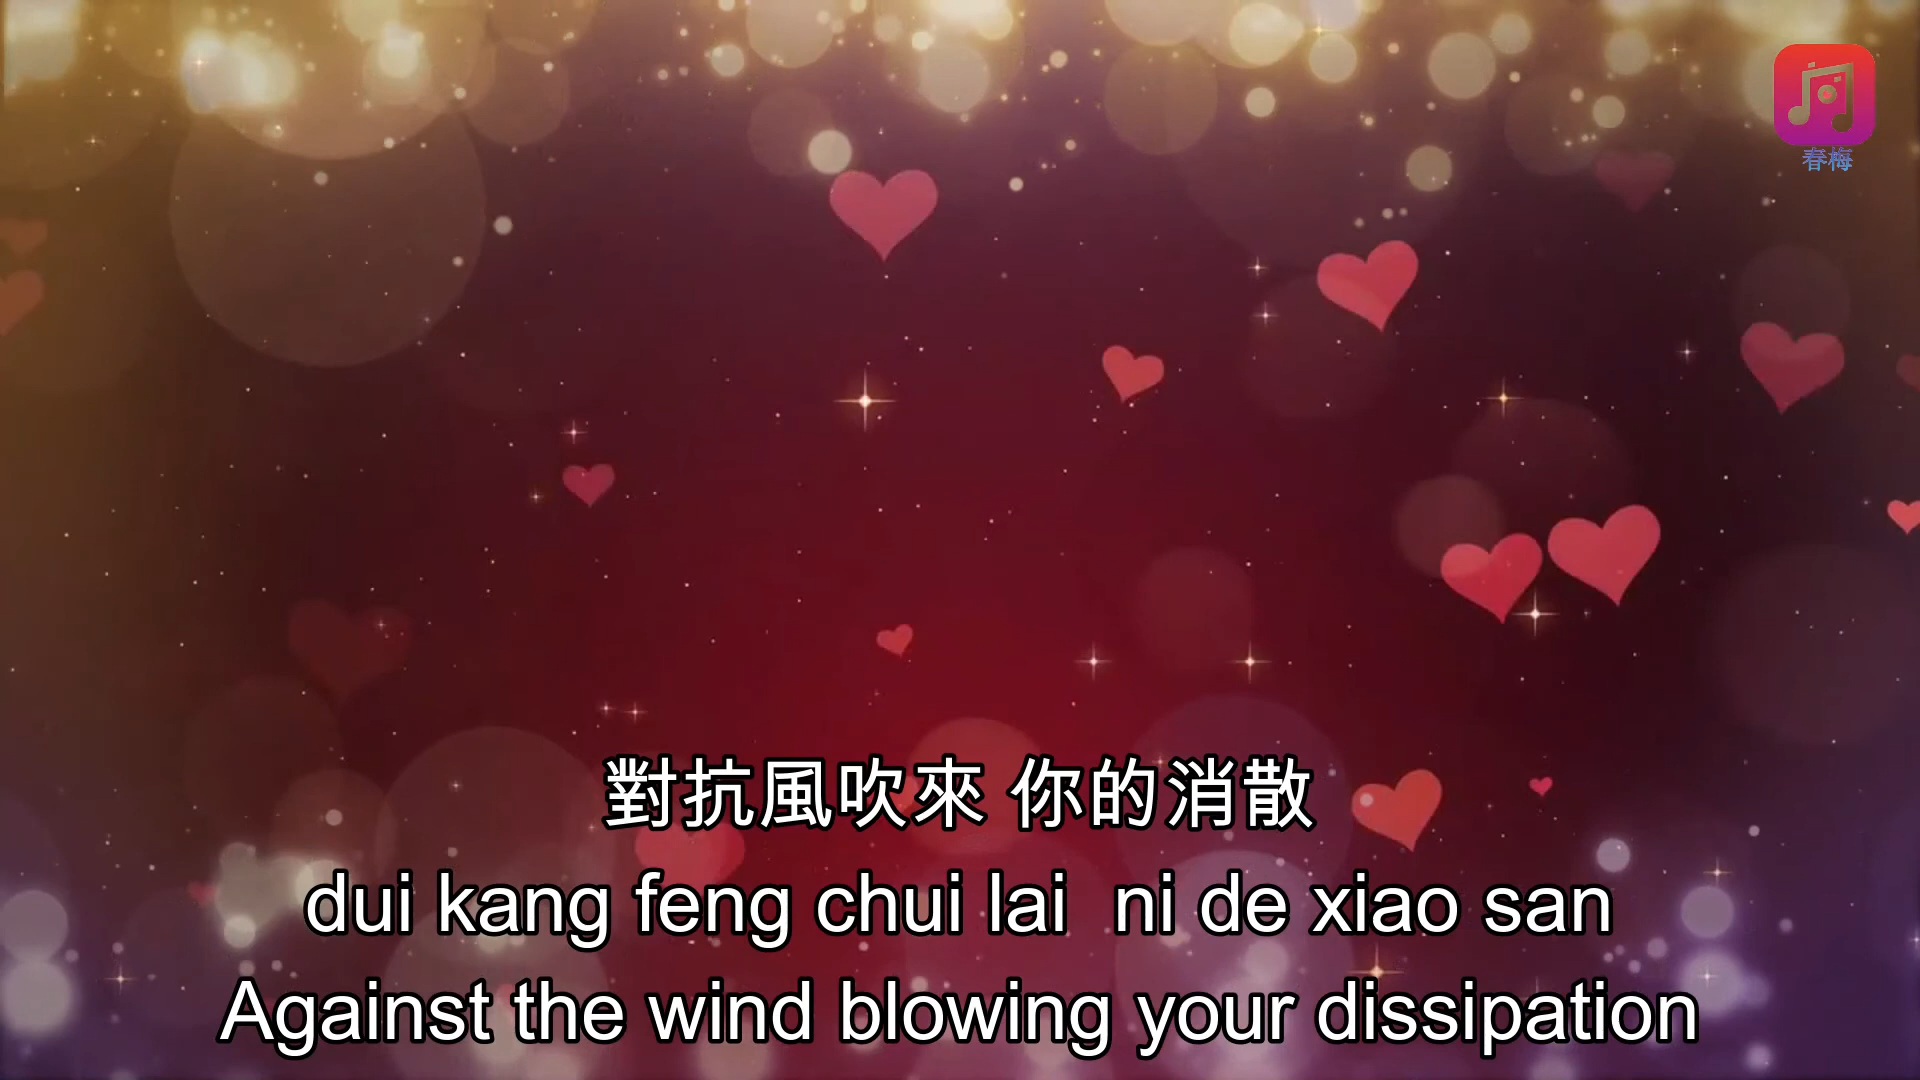 春梅
對抗風吹來 你的消散
dui kang feng chui lai  ni de xiao san
Against the wind blowing your dissipation